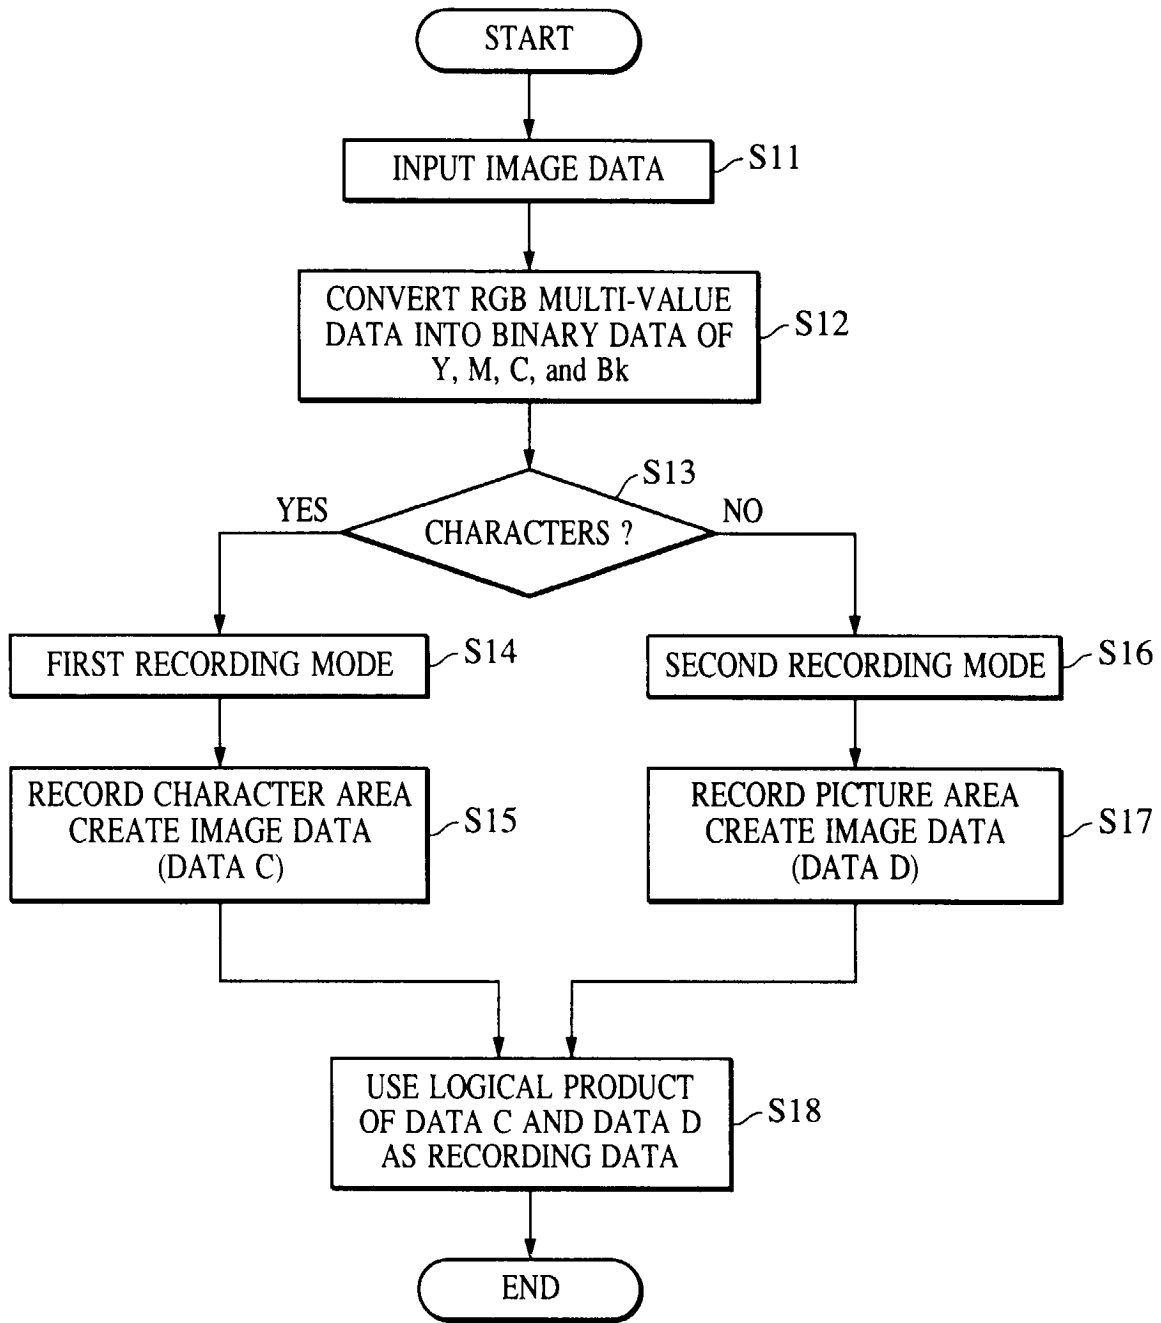 START
INPUT IMAGE DATA
S11
CONVERT RGB MULTI-VALUE
DATA INTO BINARY DATA OF
Y, M, C, and Bk
S12
S13
YES
CHARACTERS ?
NO
FIRST RECORDING MODE
S14
SECOND RECORDING MODE
S16
RECORD CHARACTER AREA
CREATE IMAGE DATA
(DATA C)
S15
RECORD PICTURE AREA
CREATE IMAGE DATA
(DATA D)
S17
USE LOGICAL PRODUCT
OF DATA C AND DATA D
AS RECORDING DATA
S18
END